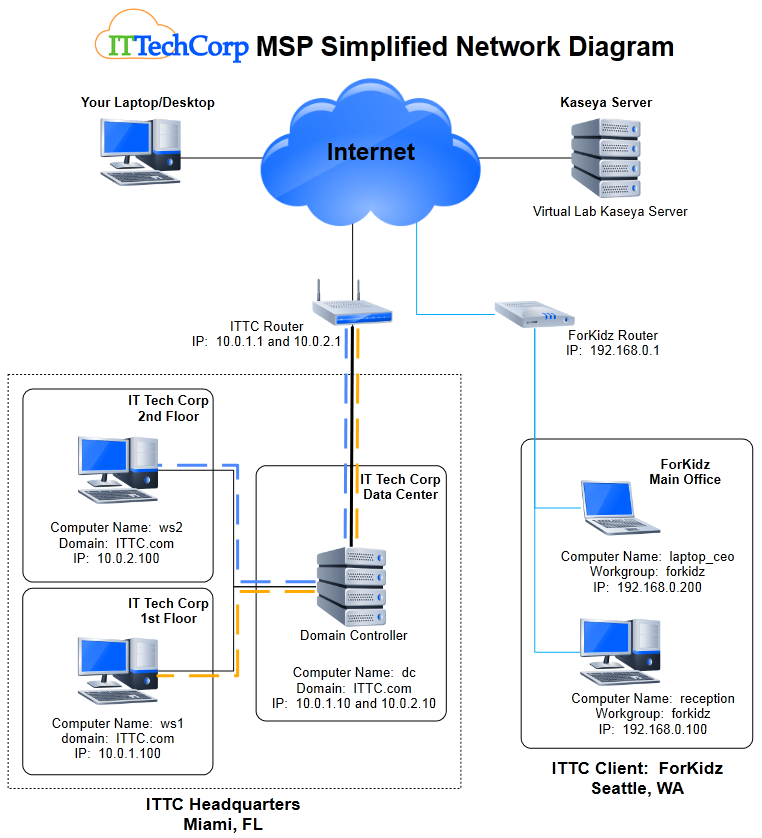 ITTechCorp MSP Simplified Network Diagram
Your Laptop/Desktop
Kaseya Server
Internet
Virtual Lab Kaseya Server
ITTC Router
IP: 10.0.1.1 and 10.0.2.1
ForKidz Router
IP: 192.168.0.1
IT Tech Corp
2nd Floor
Computer Name: ws2
Domain: ITTC.com
IP: 10.0.2.100
IT Tech Corp
Data Center
Domain Controller
Computer Name: dc
Domain: ITTC.com
IP: 10.0.1.10 and 10.0.2.10
IT Tech Corp
1st Floor
Computer Name: ws1
domain: ITTC.com
IP: 10.0.1.100
ITTC Headquarters
Miami, FL
ForKidz
Main Office
Computer Name: laptop_ceo
Workgroup: forkidz
IP: 192.168.0.200
Computer Name: reception
Workgroup: forkidz
IP: 192.168.0.100
ITTC Client: ForKidz
Seattle, WA